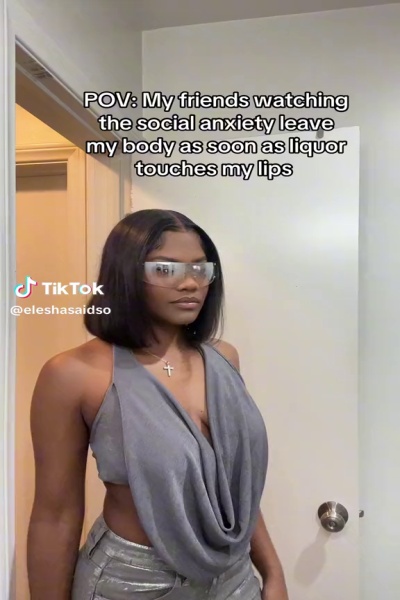 POV: My friends watching
the social anxiety leave
my body as soon as liquor
touches my lips
TikTok
@eleshasaidso